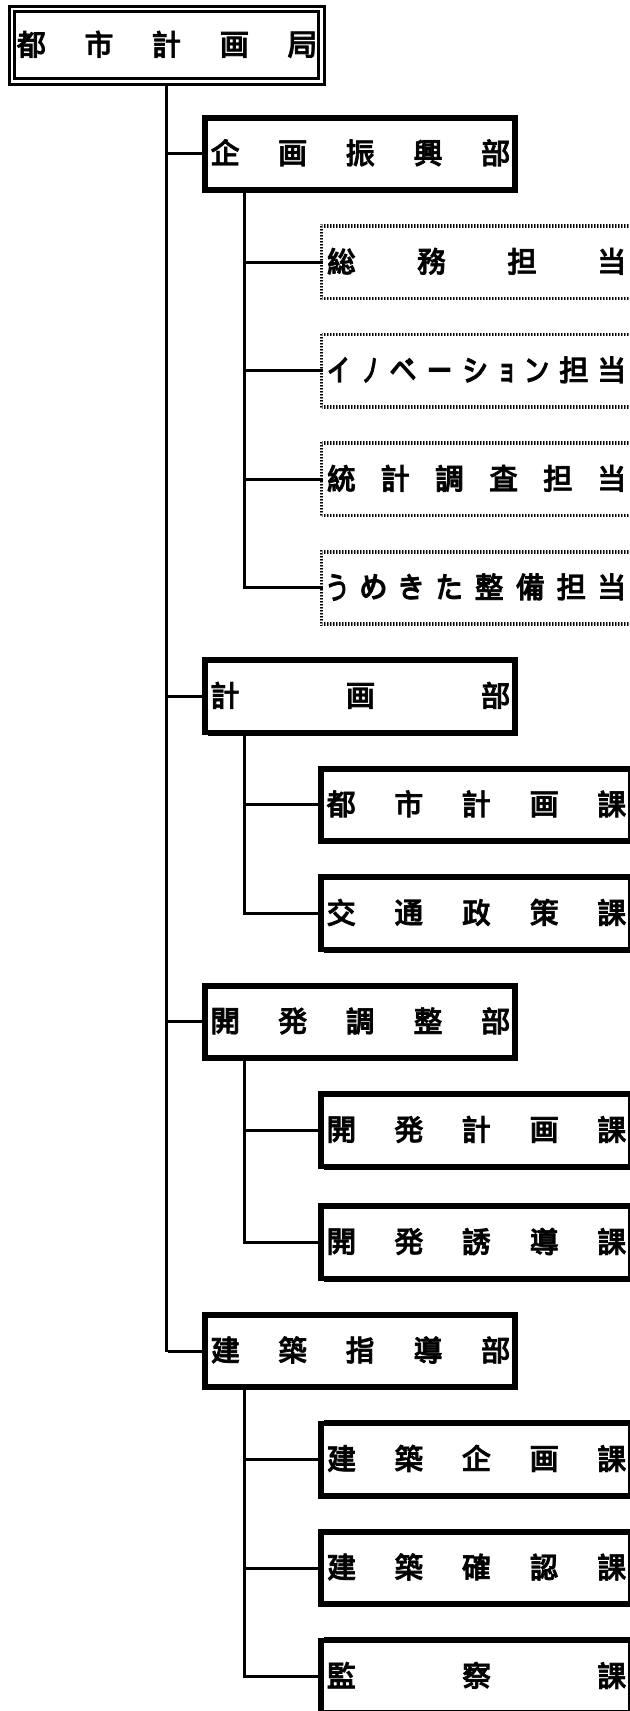 都市計画局
企画振興部
総務担当
イノベーション担当
統計調査担当
うめきた整備担当
計画部
都市計画課
交通政策課
開発調整部
開発計画課
開発誘導課
建築指導部
建築企画課
建築確認課
監察課